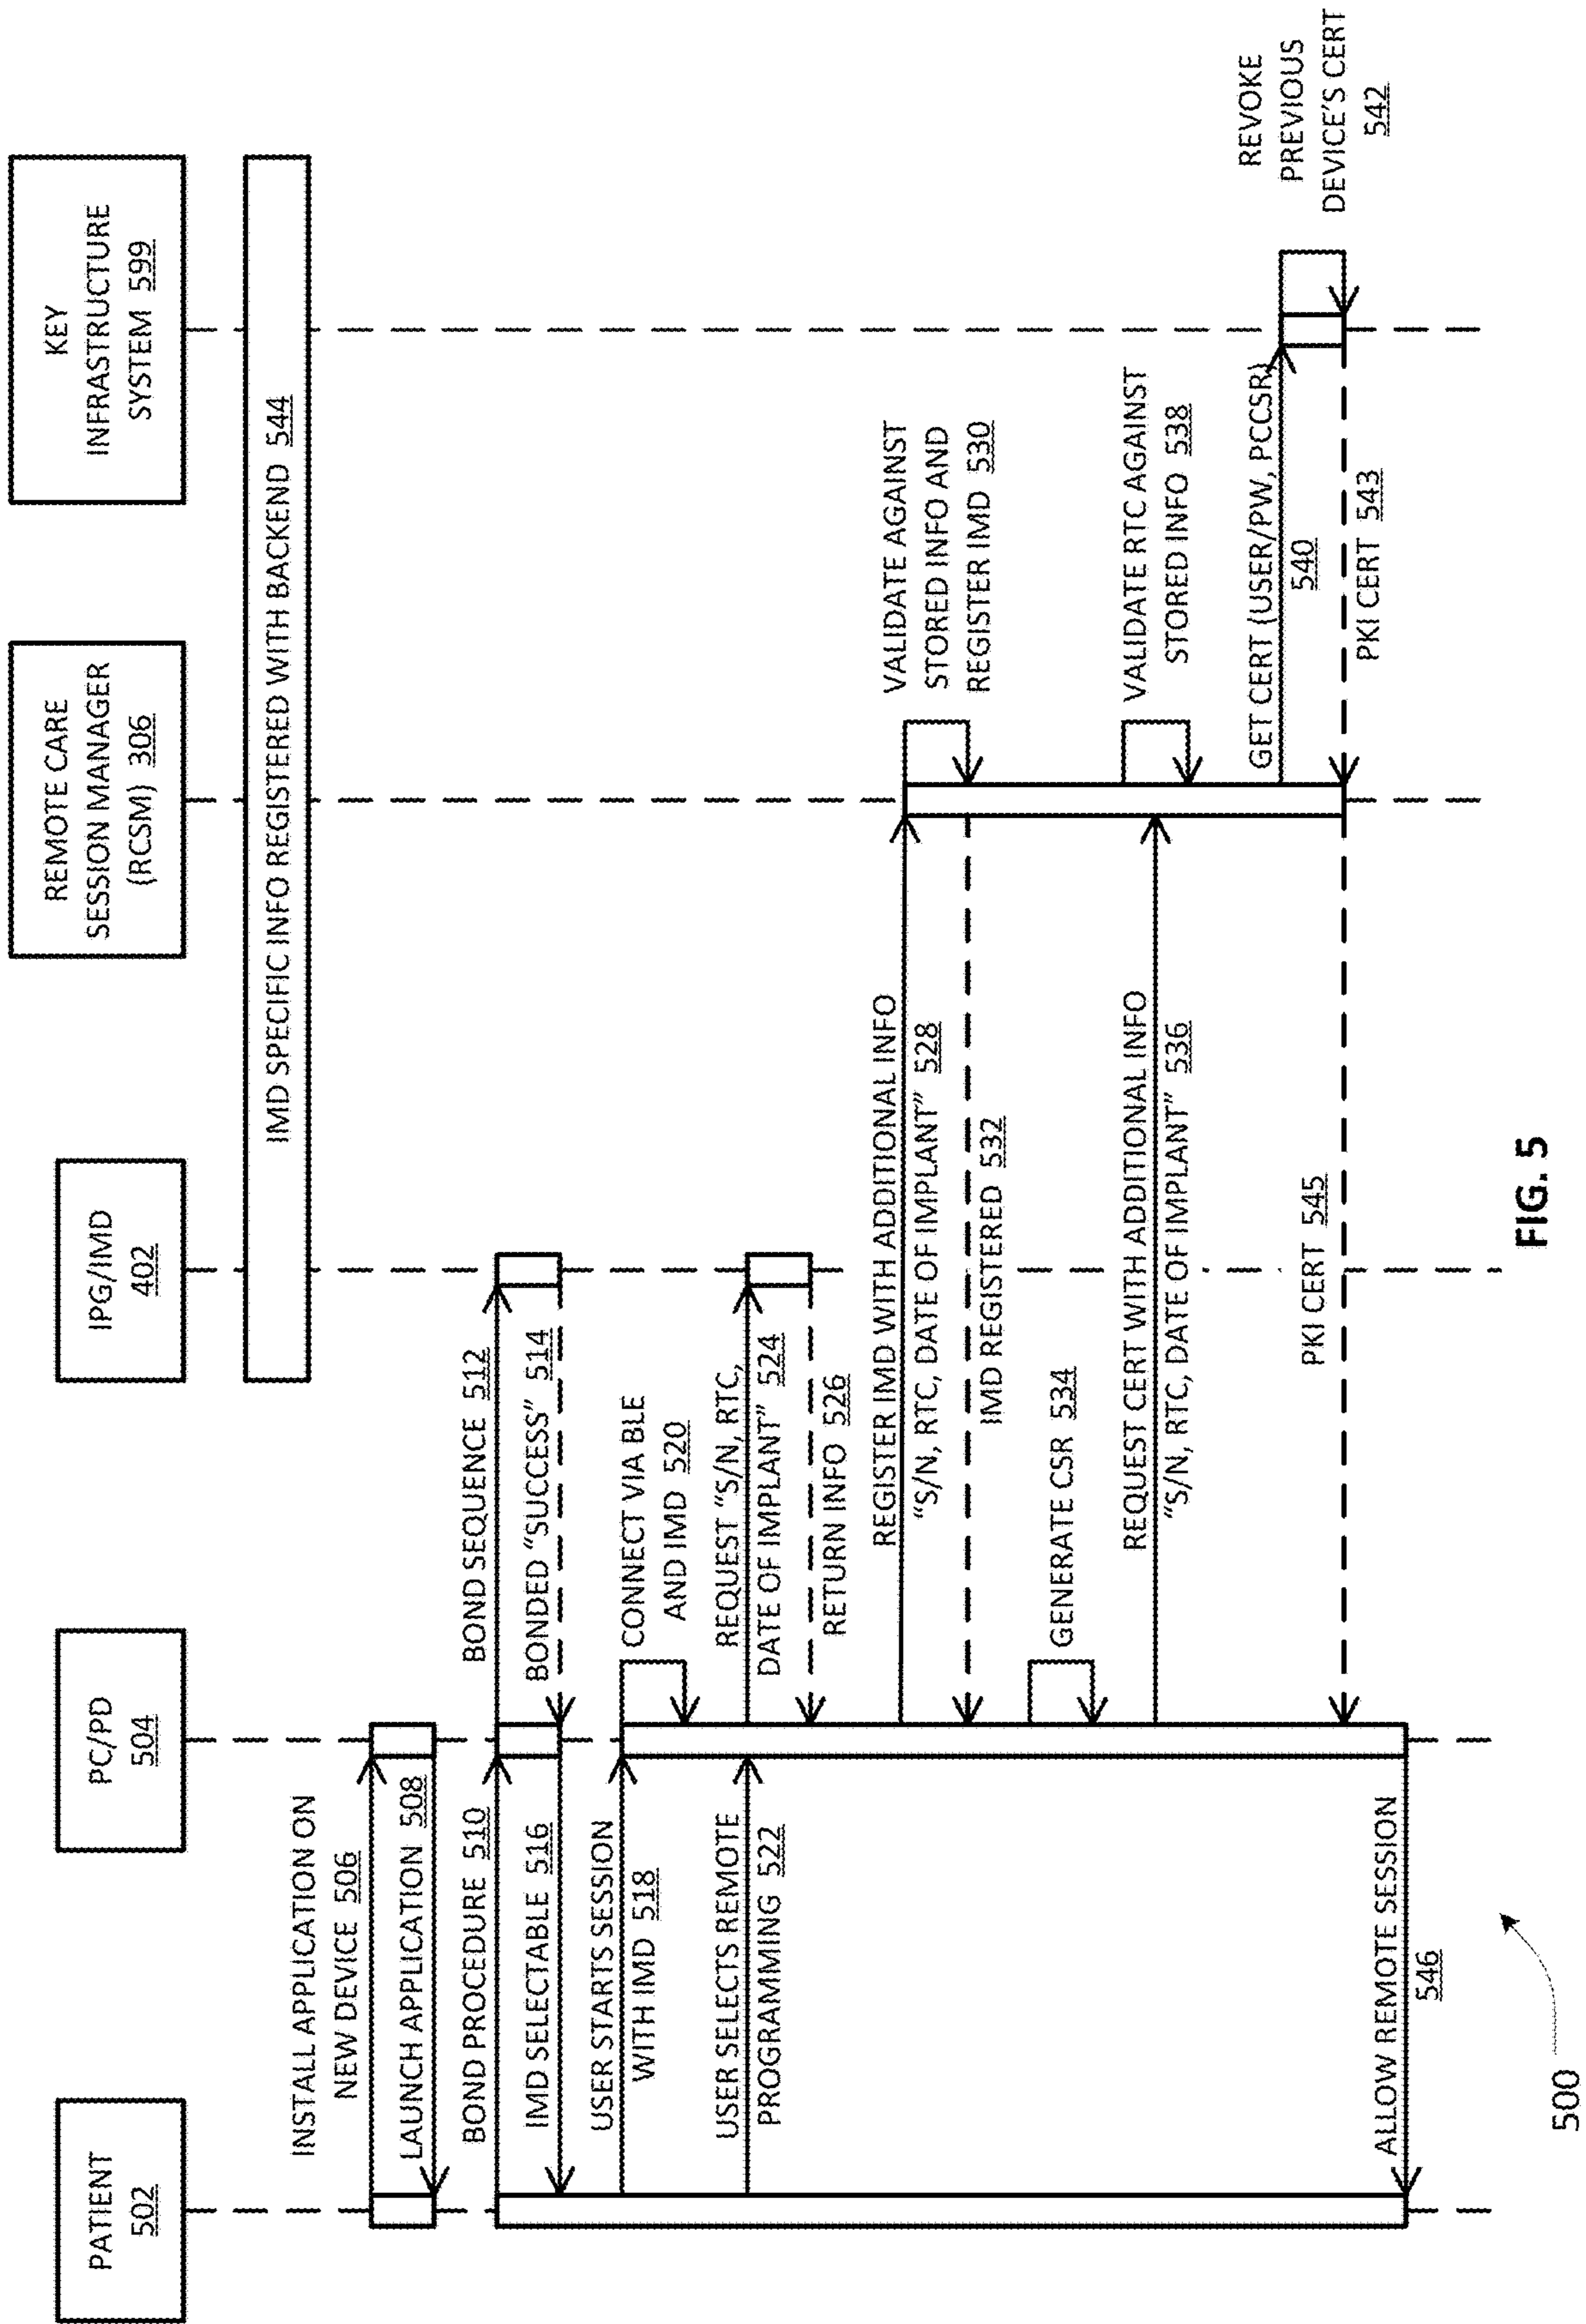 PATIENT
502
PC/PD
504
IPG/IMD
402
REMOTE CARE
SESSION MANAGER
(RCSM) 306
KEY
INFRASTRUCTURE
SYSTEM 599
IMD SPECIFIC INFO REGISTERED WITH BACKEND 544
INSTALL APPLICATION ON
NEW DEVICE 506
LAUNCH APPLICATION 508
BOND PROCEDURE 510
BOND SEQUENCE 512
BONDED "SUCCESS" 514
IMD SELECTABLE 516
USER STARTS SESSION
WITH IMD 518
CONNECT VIA BLE
AND IMD 520
USER SELECTS REMOTE
PROGRAMMING 522
REQUEST "S/N, RTC,
DATE OF IMPLANT" 524
RETURN INFO 526
REGISTER IMD WITH ADDITIONAL INFO
"S/N, RTC, DATE OF IMPLANT" 528
VALIDATE AGAINST
STORED INFO AND
REGISTER IMD 530
IMD REGISTERED 532
GENERATE CSR 534
REQUEST CERT WITH ADDITIONAL INFO
"S/N, RTC, DATE OF IMPLANT" 536
VALIDATE RTC AGAINST
STORED INFO 538
GET CERT (USER/PW, PCCSR)
540
REVOKE
PREVIOUS
DEVICE'S CERT
542
PKI CERT 543
PKI CERT 545
ALLOW REMOTE SESSION
546
500
FIG. 5